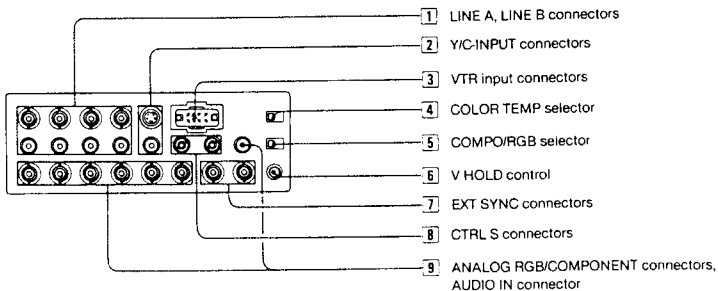 1 LINE A, LINE B connectors
2 Y/C-INPUT connectors
3 VTR input connectors
4 COLOR TEMP selector
5 COMPO/RGB selector
6 V HOLD control
7 EXT SYNC connectors
8 CTRL S connectors
9 ANALOG RGB/COMPONENT connectors,
AUDIO IN connector